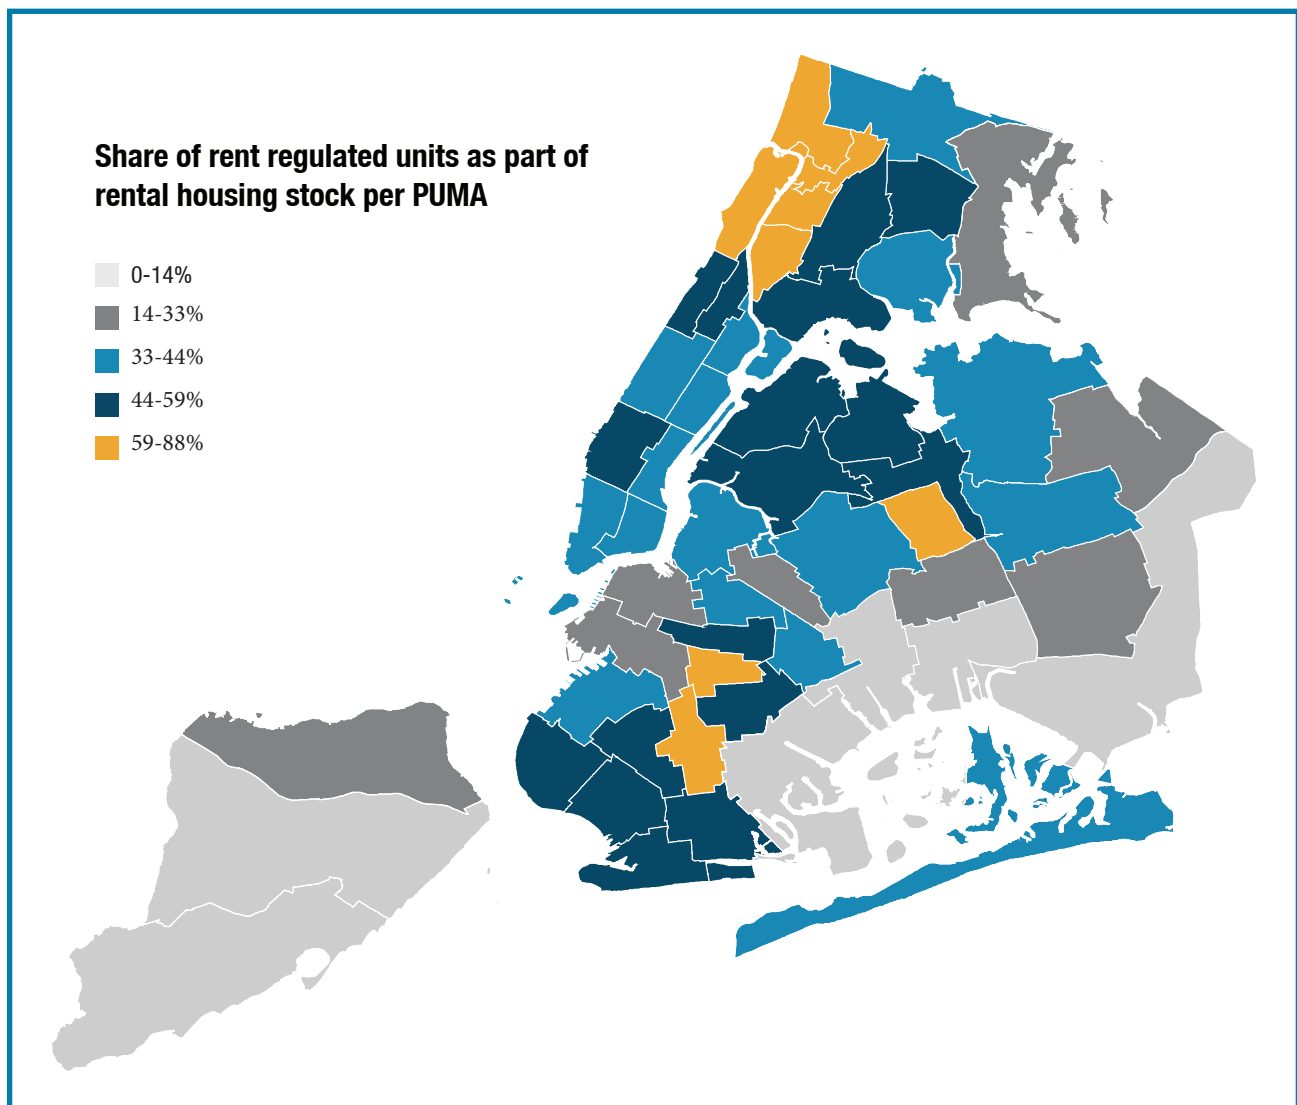 Share of rent regulated units as part of
rental housing stock per PUMA
0-14%
14-33%
33-44%
44-59%
59-88%